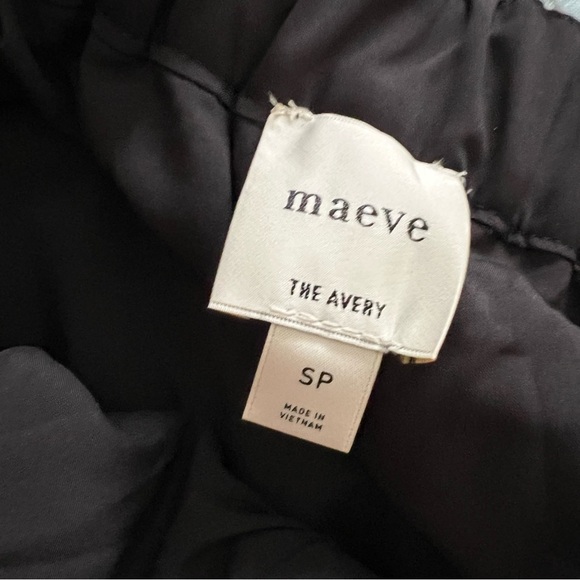 maeve
THE AVERY
SP
MADE IN
VIETNAM